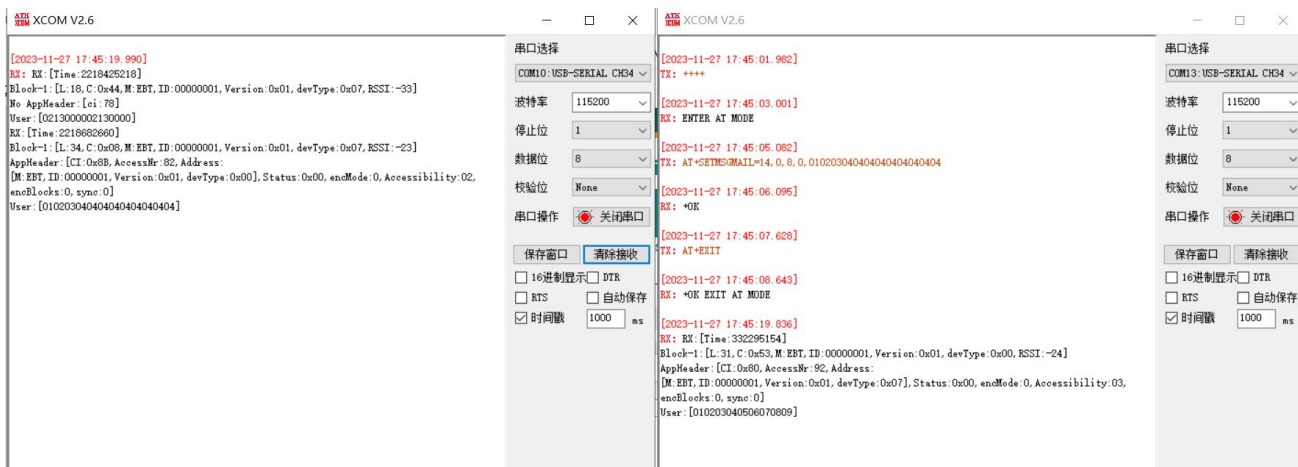 XCOM V2.6
[2023-11-27 17:45:19.990]
RX: RX:[Time:2218425218]
Block-1:[L:18,C:0x44,M:EBT,ID:00000001,Version:0x01,devType:0x07,RSSI:-33]
No AppHeader:[ci:78]
User:[0213000002130000]
RX:[Time:2218682660]
Block-1:[L:34,C:0x08,M:EBT,ID:00000001,Version:0x01,devType:0x07,RSSI:-23]
AppHeader:[CI:0x8B,AccessNr:82,Address:
[M:EBT,ID:00000001,Version:0x01,devType:0x00],Status:0x00,encMode:0,Accessibility:02,
encBlocks:0,sync:0]
User:[0102030404040404040404040404]
串口选择
COM10:USB-SERIAL CH34
波特率 115200
停止位 1
数据位 8
校验位 None
串口操作 关闭串口
保存窗口 清除接收
16进制显示 DTR
RTS 自动保存
时间戳 1000 ms
XCOM V2.6
[2023-11-27 17:45:01.982]
TX: ++++
[2023-11-27 17:45:03.001]
RX: ENTER AT MODE
[2023-11-27 17:45:05.082]
TX: AT+SETMSGMAIL=14,0,8,0,0102030404040404040404040404
[2023-11-27 17:45:06.095]
RX: +OK
[2023-11-27 17:45:07.628]
TX: AT+EXIT
[2023-11-27 17:45:08.643]
RX: +OK EXIT AT MODE
[2023-11-27 17:45:19.836]
RX: RX:[Time:332295154]
Block-1:[L:31,C:0x53,M:EBT,ID:00000001,Version:0x01,devType:0x00,RSSI:-24]
AppHeader:[CI:0x80,AccessNr:92,Address:
[M:EBT,ID:00000001,Version:0x01,devType:0x07],Status:0x00,encMode:0,Accessibility:03,
encBlocks:0,sync:0]
User:[010203040506070809]
串口选择
COM13:USB-SERIAL CH34
波特率 115200
停止位 1
数据位 8
校验位 None
串口操作 关闭串口
保存窗口 清除接收
16进制显示 DTR
RTS 自动保存
时间戳 1000 ms